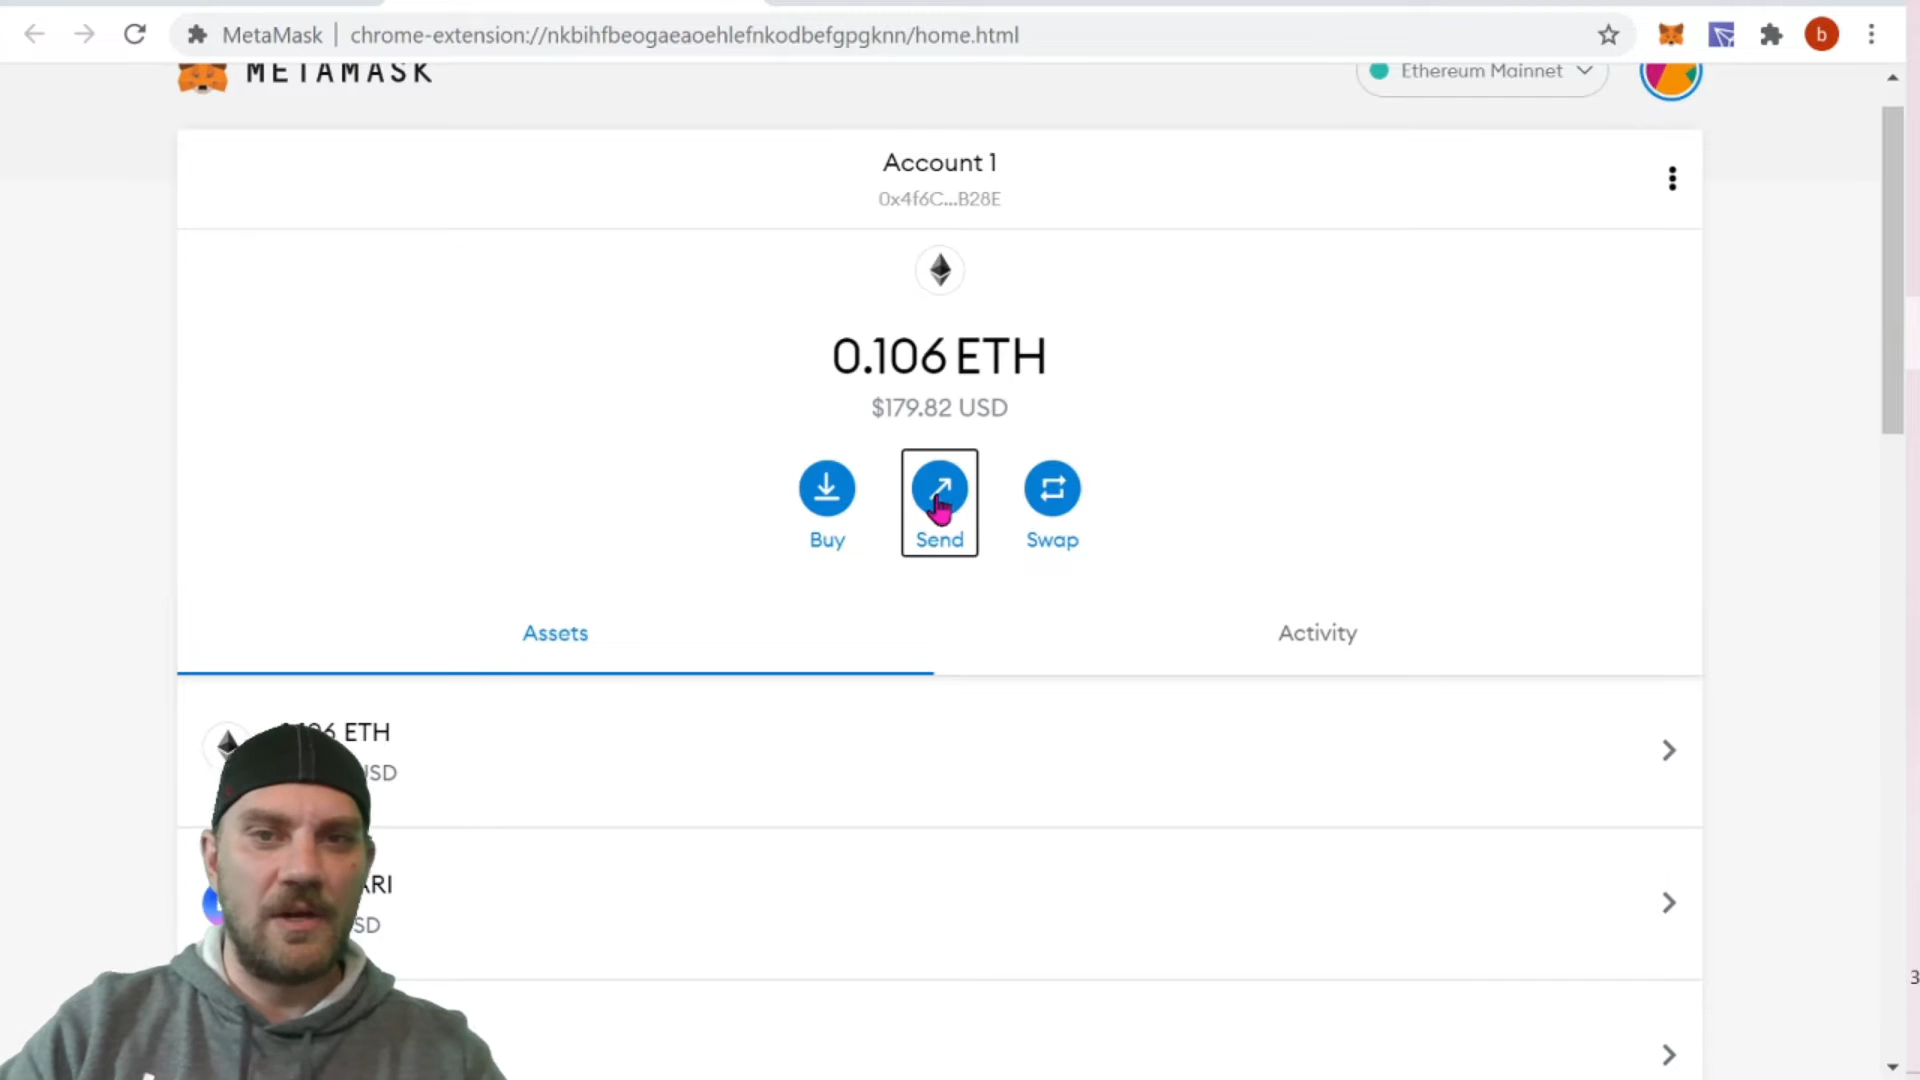 MetaMask | chrome-extension://nkbihfbeogaeaoehlefnkodbefgpgknn/home.html
b
METAMASK
Ethereum Mainnet
Account 1
0x4f6C...B28E
0.106 ETH
$179.82 USD
Buy
Send
Swap
Assets
Activity
ETH
3